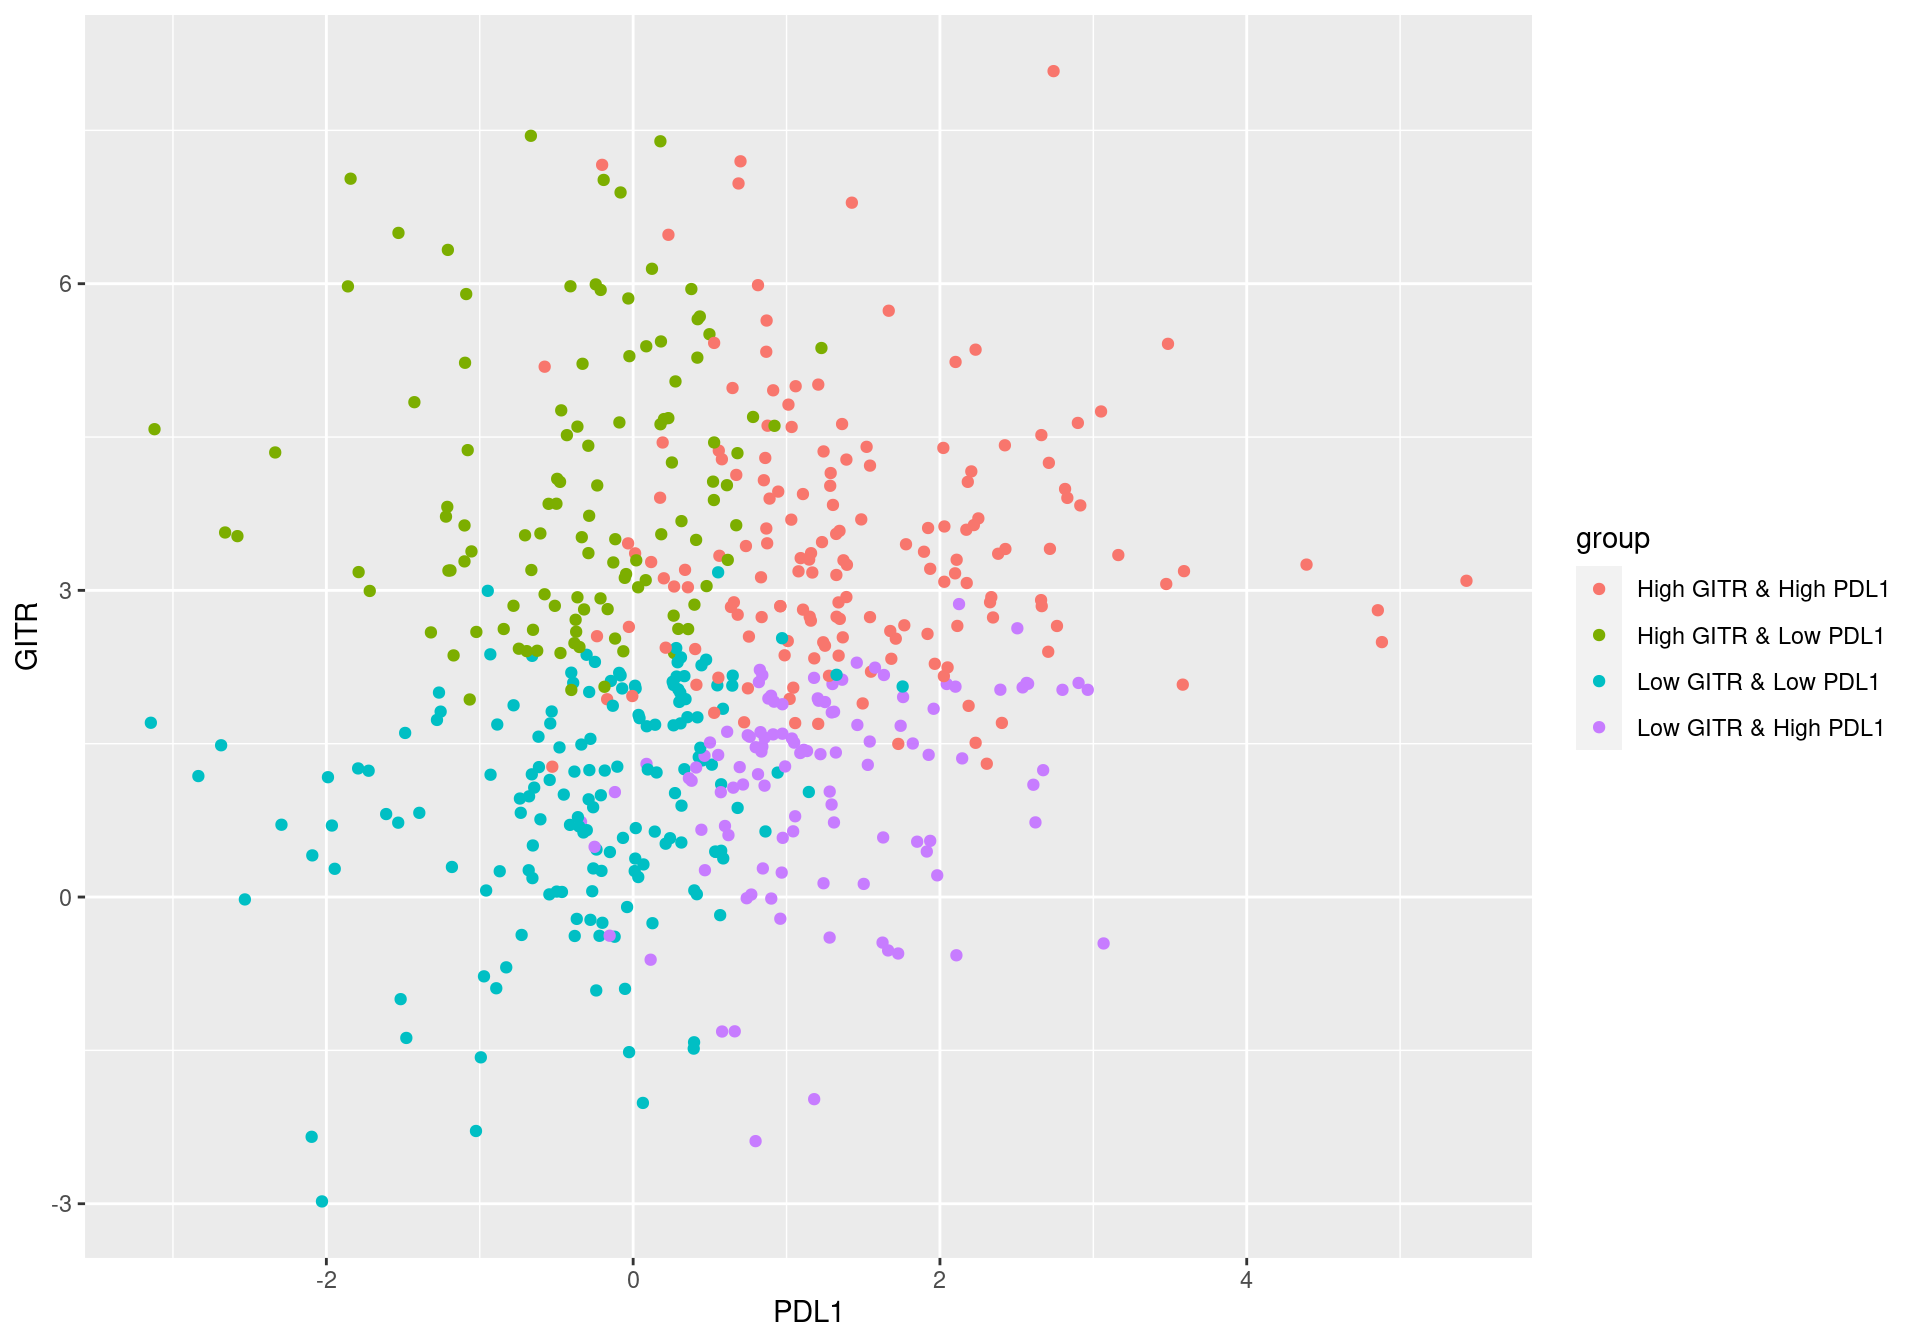 6
3
0
-3
-2
0
2
4
PDL1
GITR
group
High GITR & High PDL1
High GITR & Low PDL1
Low GITR & Low PDL1
Low GITR & High PDL1